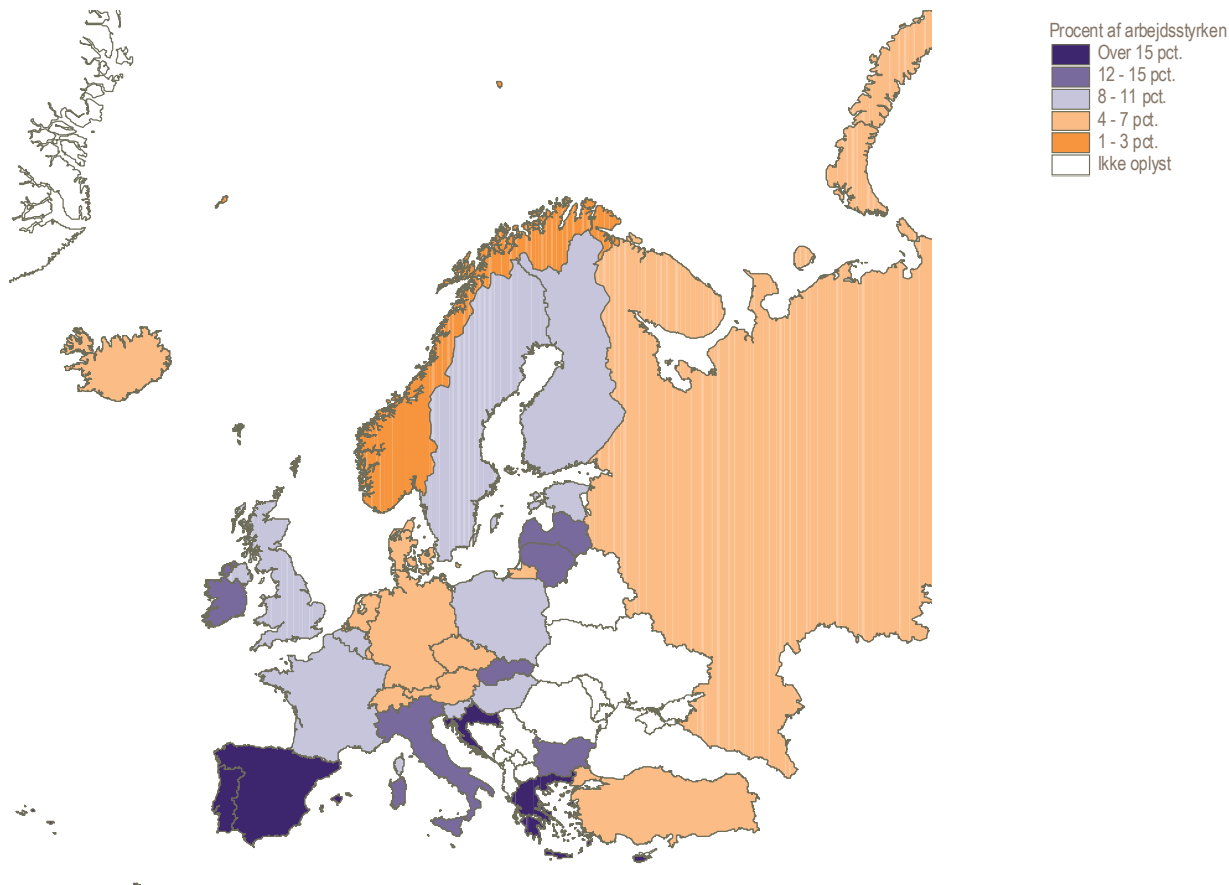 Procent af arbejdsstyrken
Over 15 pct.
12 - 15 pct.
8 - 11 pct.
4 - 7 pct.
1 - 3 pct.
Ikke oplyst